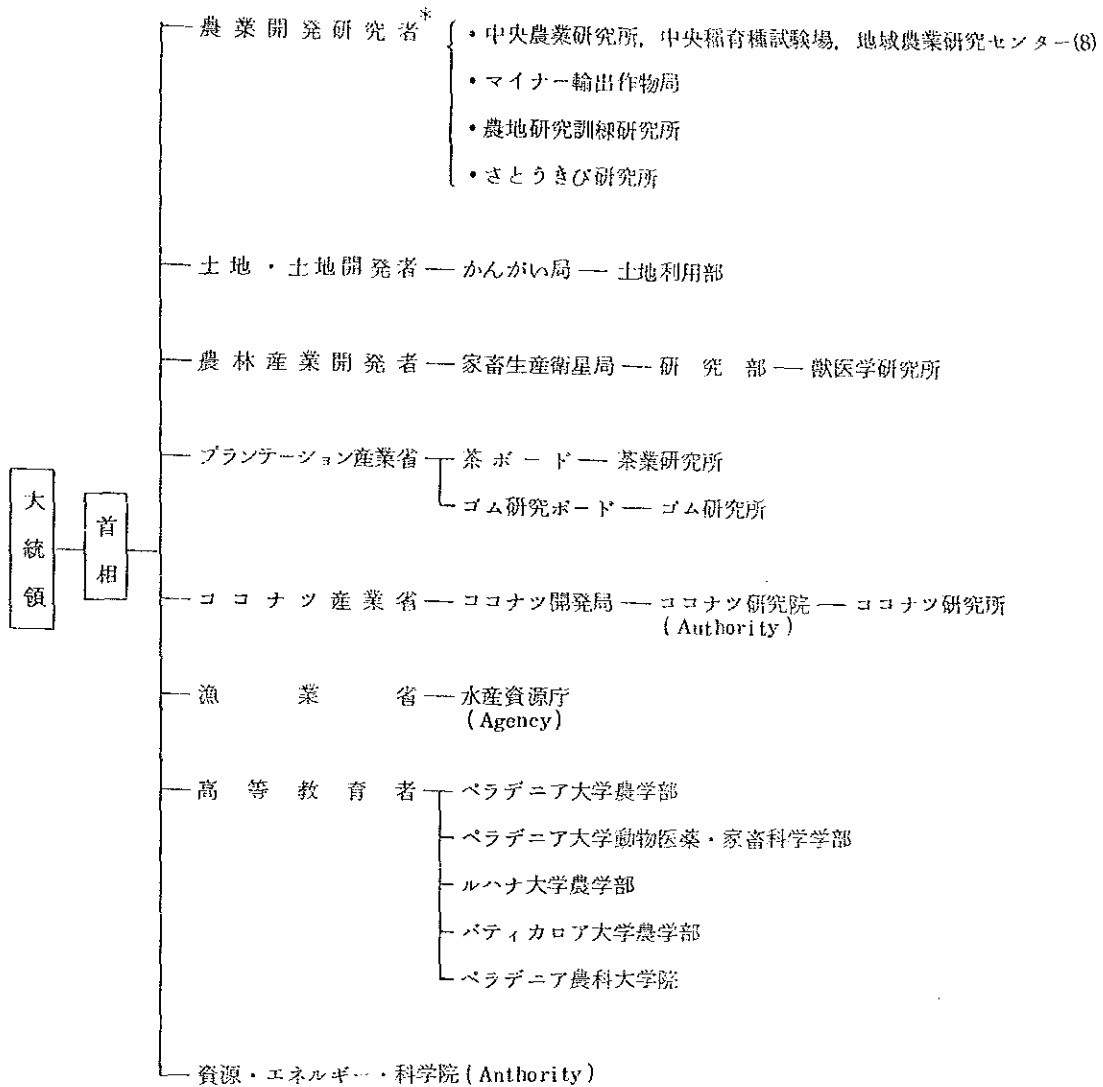 農業開発研究者*
・中央農業研究所，中央稲育種試験場，地域農業研究センター(8)
・マイナー輸出作物局
・農地研究訓練研究所
・さとうきび研究所
土地・土地開発者 — かんがい局 — 土地利用部
農林産業開発者 — 家畜生産衛星局 — 研究部 — 獣医学研究所
プランテーション産業省 — 茶ボード — 茶業研究所
ゴム研究ボード — ゴム研究所
大統領
首相
ココナツ産業省 — ココナツ開発局 — ココナツ研究院 — ココナツ研究所
(Authority)
漁業省 — 水産資源庁
(Agency)
高等教育者 — ペラデニア大学農学部
ペラデニア大学動物医薬・家畜科学学部
ルハナ大学農学部
バティカロア大学農学部
ペラデニア農科大学院
資源・エネルギー・科学院(Anthority)